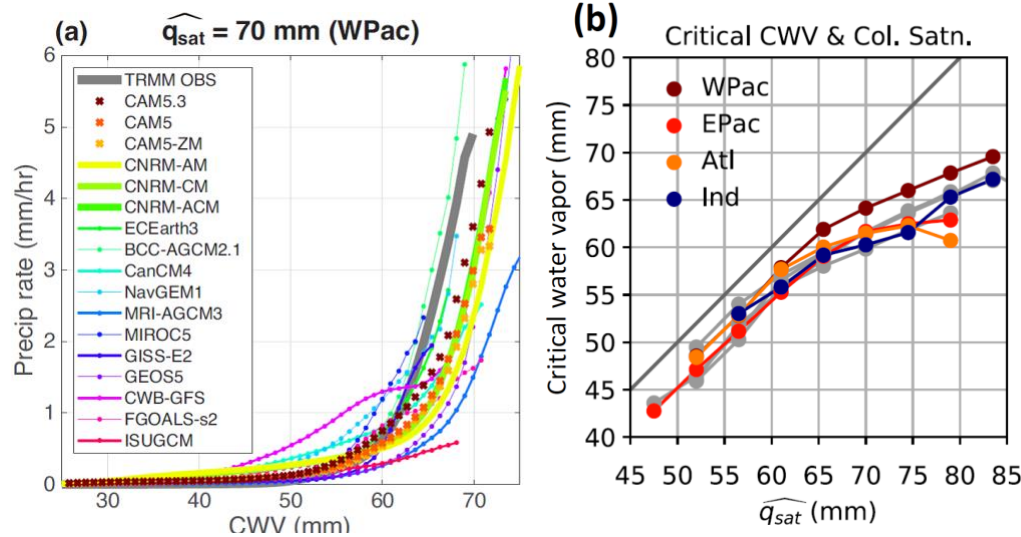 (a)
q_sat = 70 mm (WPac)
6
5
4
3
2
1
0
Precip rate (mm/hr)
TRMM OBS
CAM5.3
CAM5
CAM5-ZM
CNRM-AM
CNRM-CM
CNRM-ACM
ECEarth3
BCC-AGCM2.1
CanCM4
NavGEM1
MRI-AGCM3
MIROC5
GISS-E2
GEOS5
CWB-GFS
FGOALS-s2
ISUGCM
30 40 50 60 70
CWV (mm)
(b)
Critical CWV & Col. Satn.
80
75
70
65
60
55
50
45
40
Critical water vapor (mm)
WPac
EPac
Atl
Ind
45 50 55 60 65 70 75 80 85
q_sat (mm)